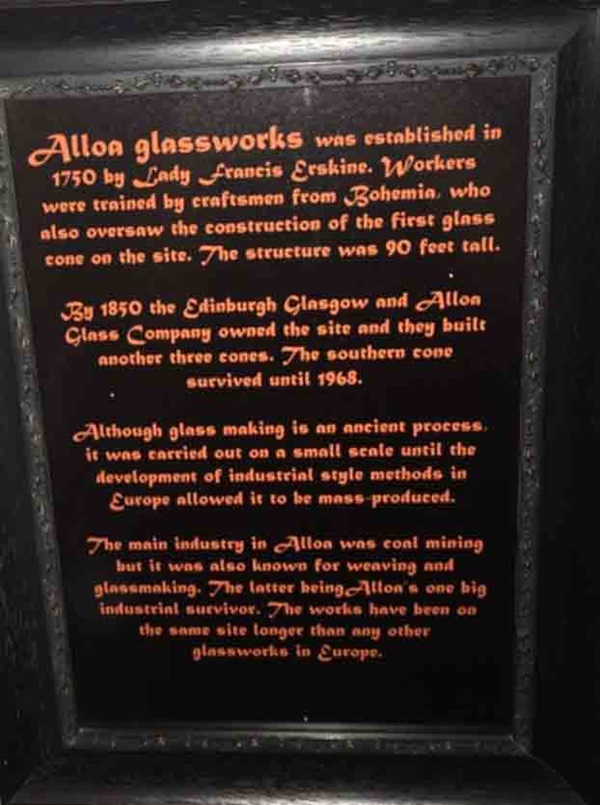 Alloa glassworks was established in
1750 by Lady Francis Erskine. Workers
were trained by craftsmen from Bohemia, who
also oversaw the construction of the first glass
cone on the site. The structure was 90 feet tall.
By 1850 the Edinburgh Glasgow and Alloa
Glass Company owned the site and they built
another three cones. The southern cone
survived until 1968.
Although glass making is an ancient process,
it was carried out on a small scale until the
development of industrial style methods in
Europe allowed it to be mass-produced.
The main industry in Alloa was coal mining
but it was also known for weaving and
glassmaking. The latter being Alloa's one big
industrial survivor. The works have been on
the same site longer than any other
glassworks in Europe.